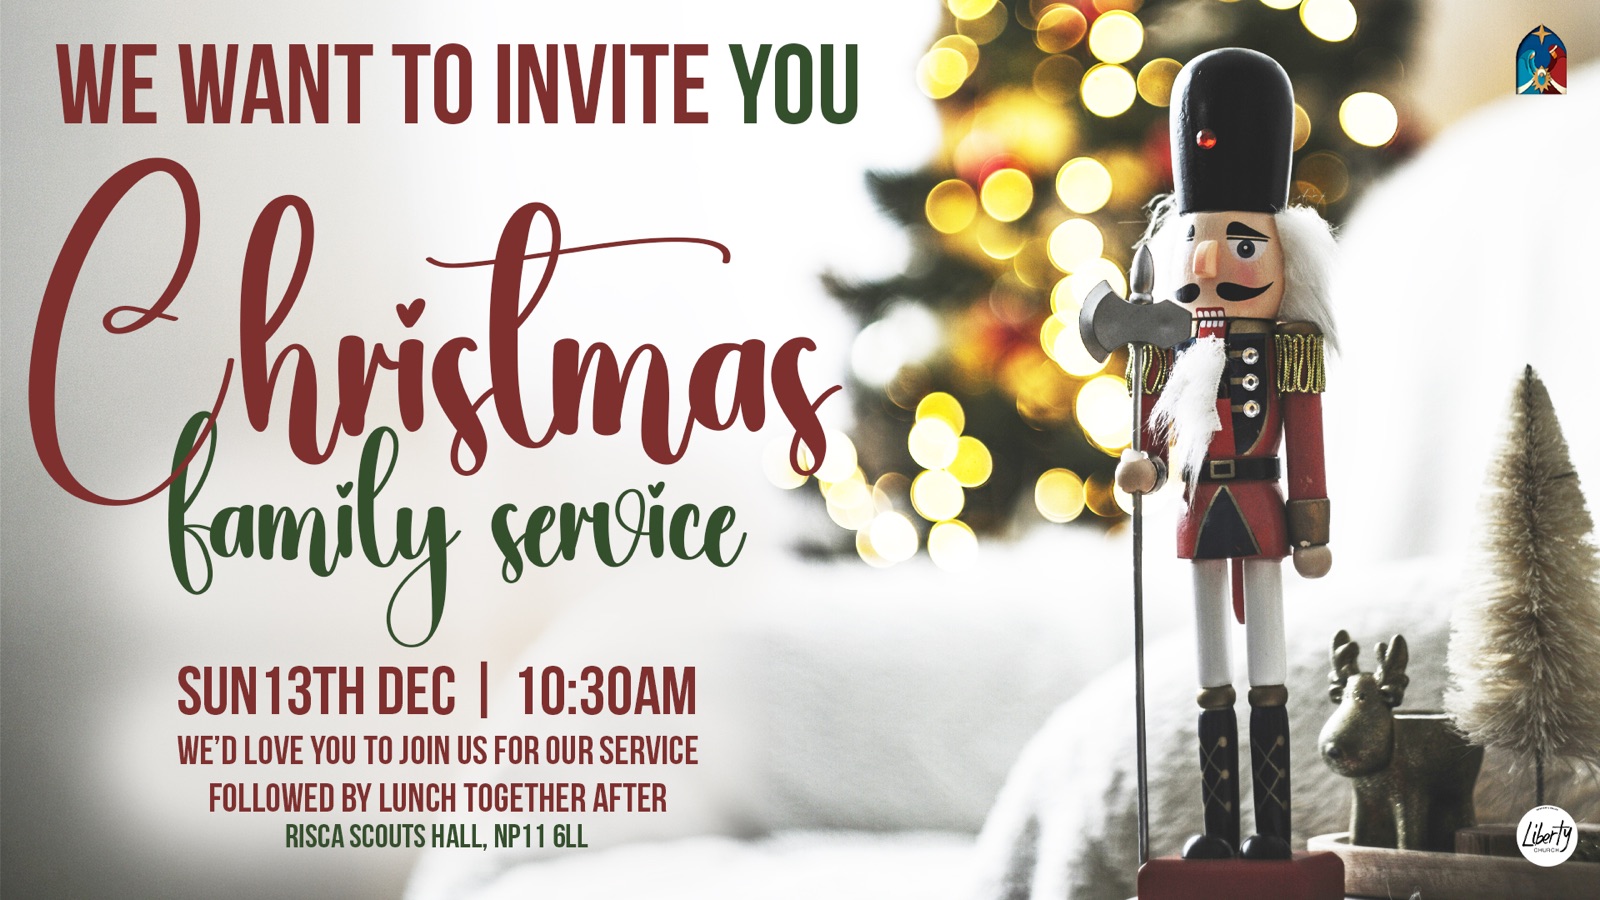 WE WANT TO INVITE YOU
Christmas
family service
SUN 13TH DEC | 10:30AM
WE'D LOVE YOU TO JOIN US FOR OUR SERVICE
FOLLOWED BY LUNCH TOGETHER AFTER
RISCA SCOUTS HALL, NP11 6LL
Liberty
CHURCH